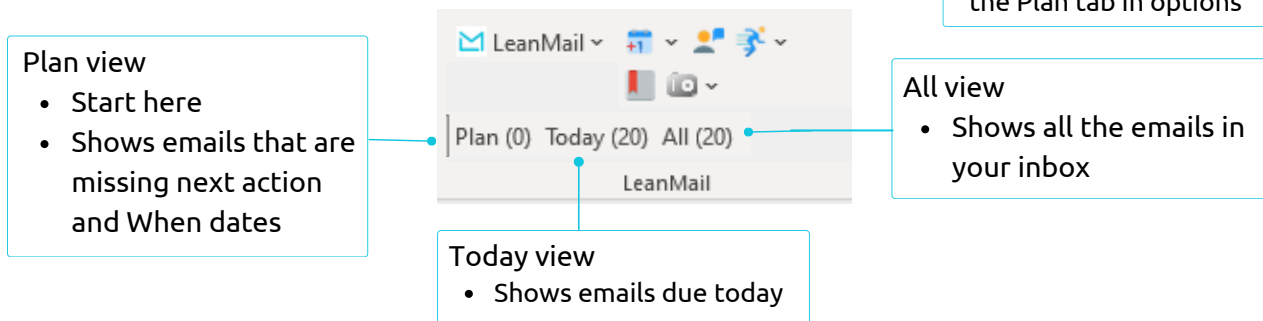 the Plan tab in options
LeanMail
Plan (0) Today (20) All (20)
LeanMail
Plan view
• Start here
• Shows emails that are
missing next action
and When dates
All view
• Shows all the emails in
your inbox
Today view
• Shows emails due today